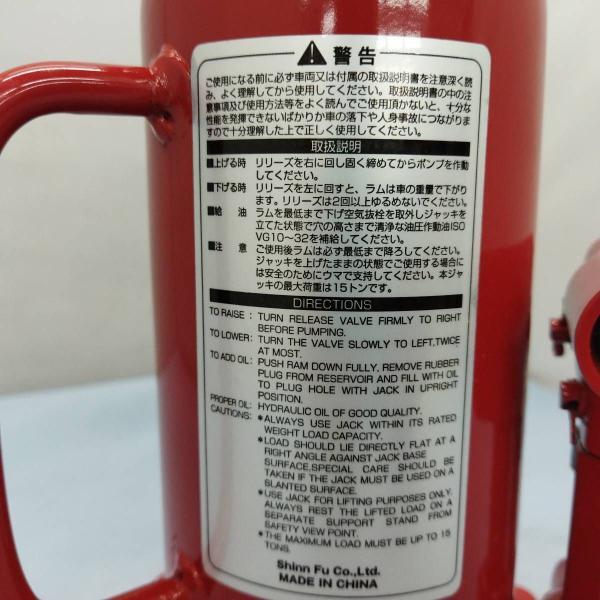 警告
ご使用になる前に必ず車両又は付属の取扱説明書を注意深く読
み、よく理解してから使用してください。取扱説明書の中の注
意事項及び使用方法等をよく読んでご使用頂かないと、十分な
性能を発揮できないばかりか車の落下や人身事故につながりま
すので十分理解した上で正しく使用してください。
取扱説明
■上げる時 リリーズを右に回し固く締めてからポンプを作動
してください。
■下げる時 リリーズを左に回すと、ラムは車の重量で下がり
ます。リリーズは2回以上ゆるめないでください。
■給油 ラムを最低まで下げ空気抜栓を取外しジャッキを
立てた状態で穴の高さまで清浄な油圧作動油ISO
VG10〜32を補給してください。
■注意 ご使用後ラムは必ず最低まで降ろしてください。
ジャッキを上げたままの状態でご使用する場合に
は安全のためにウマで支持してください。本ジャ
ッキの最大荷重は15トンです。
DIRECTIONS
TO RAISE : TURN RELEASE VALVE FIRMLY TO RIGHT
BEFORE PUMPING.
TO LOWER: TURN THE VALVE SLOWLY TO LEFT,TWICE
AT MOST.
TO ADD OIL: PUSH RAM DOWN FULLY. REMOVE RUBBER
PLUG FROM RESERVOIR AND FILL WITH OIL
TO PLUG HOLE WITH JACK IN UPRIGHT
POSITION.
PROPER OIL: HYDRAULIC OIL OF GOOD QUALITY.
CAUTIONS: *ALWAYS USE JACK WITHIN ITS RATED
WEIGHT LOAD CAPACITY.
*LOAD SHOULD LIE DIRECTLY FLAT AT A
RIGHT ANGLE AGAINST JACK BASE
SURFACE.SPECIAL CARE SHOULD BE
TAKEN IF THE JACK MUST BE USED ON A
SLANTED SURFACE.
*USE JACK FOR LIFTING PURPOSES ONLY.
ALWAYS REST THE LIFTED LOAD ON A
SEPARATE SUPPORT STAND FROM
SAFETY VIEW POINT.
*THE MAXIMUM LOAD MUST BE UP TO 15
TONS.
Shinn Fu Co.,Ltd.
MADE IN CHINA